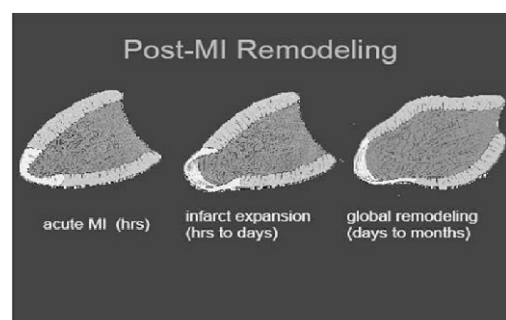 Post-MI Remodeling
acute MI (hrs)
infarct expansion
(hrs to days)
global remodeling
(days to months)